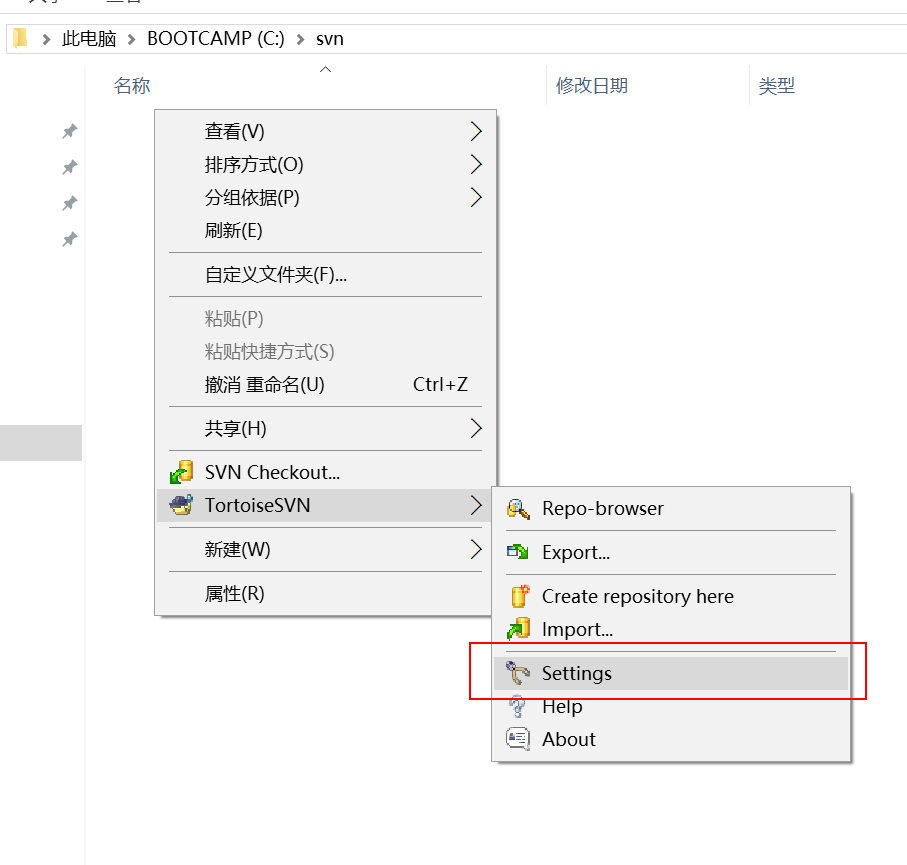 此电脑 > BOOTCAMP (C:) > svn
名称 修改日期 类型
查看(V)
排序方式(O)
分组依据(P)
刷新(E)
自定义文件夹(F)...
粘贴(P)
粘贴快捷方式(S)
撤消 重命名(U) Ctrl+Z
共享(H)
SVN Checkout...
TortoiseSVN
新建(W)
属性(R)
Repo-browser
Export...
Create repository here
Import...
Settings
Help
About